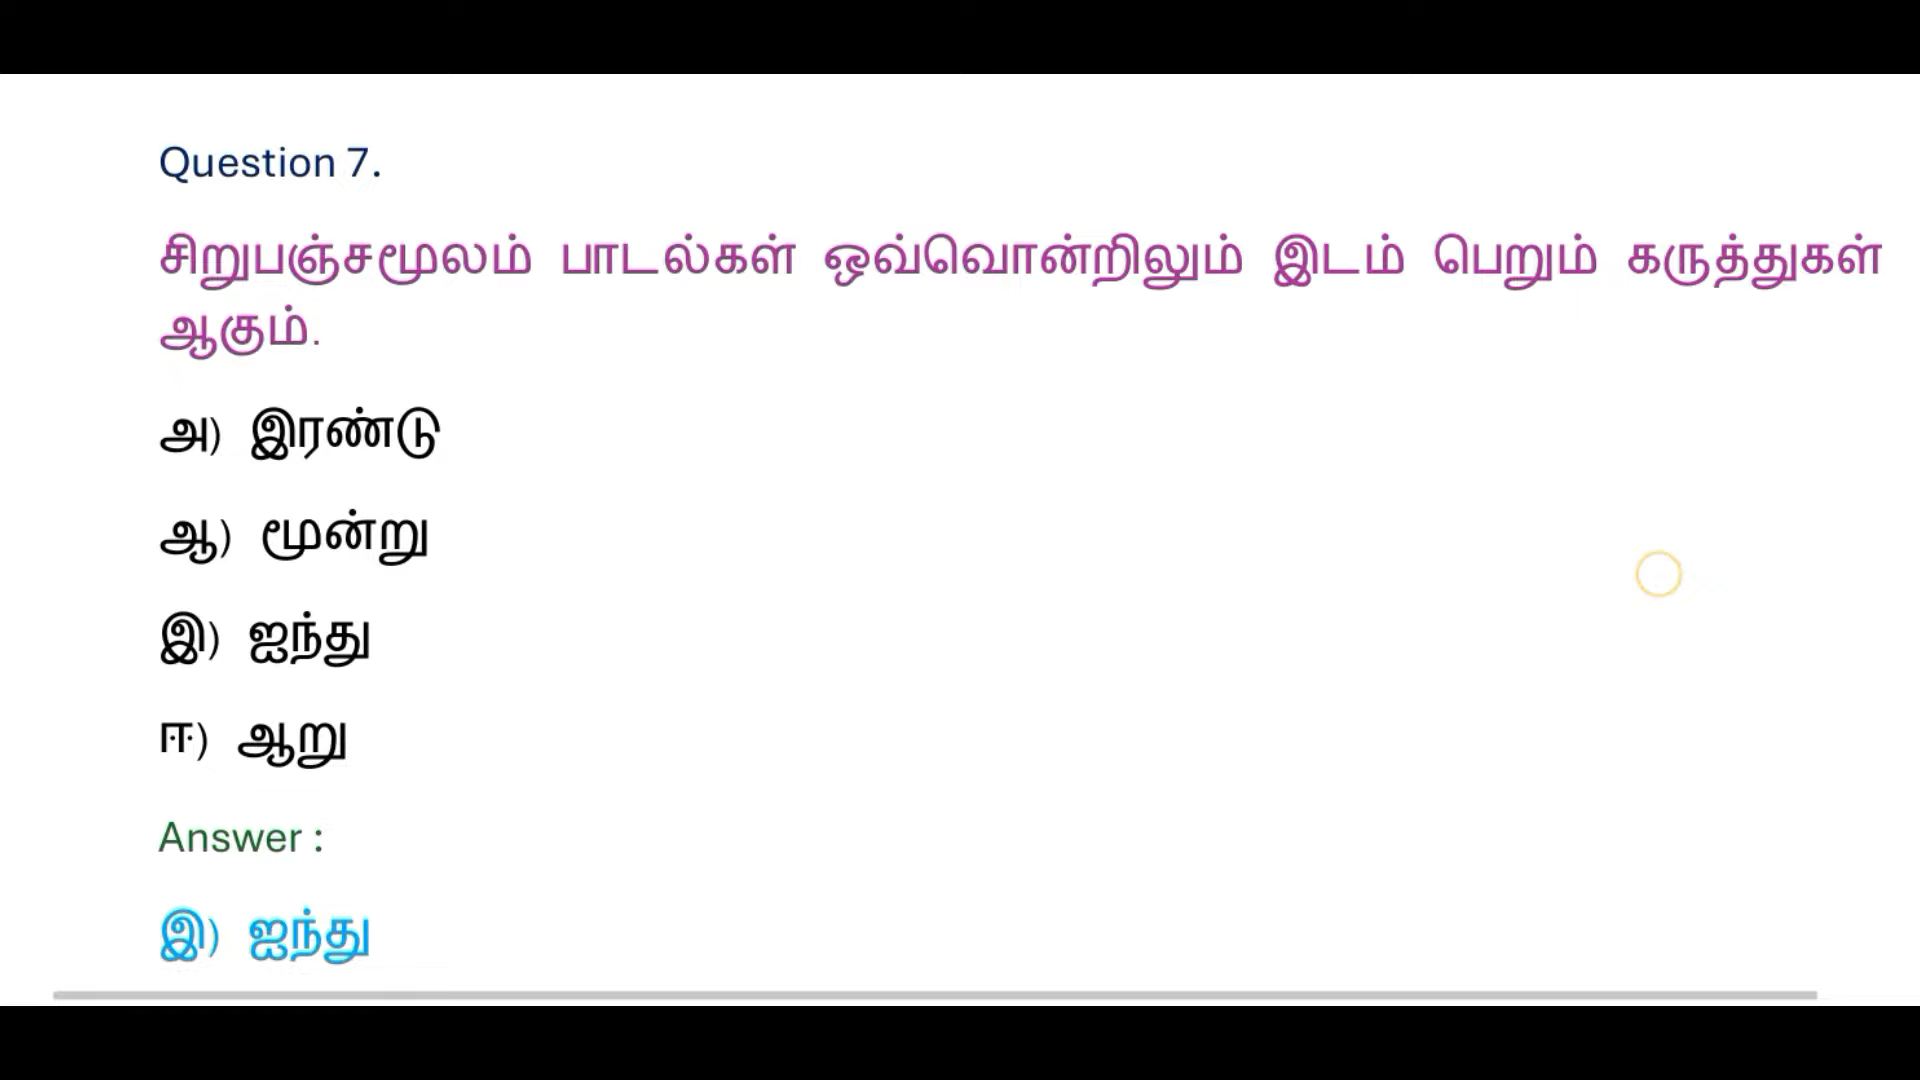 Question 7.
சிறுபஞ்சமூலம் பாடல்கள் ஒவ்வொன்றிலும் இடம் பெறும் கருத்துகள்
ஆகும்.
அ) இரண்டு
ஆ) மூன்று
இ) ஐந்து
ஈ) ஆறு
Answer :
இ) ஐந்து